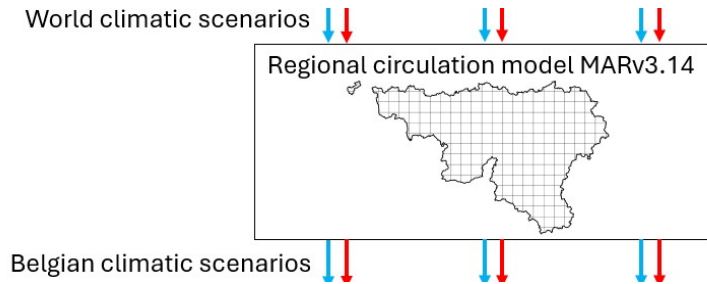 World climatic scenarios
Regional circulation model MARv3.14
Belgian climatic scenarios